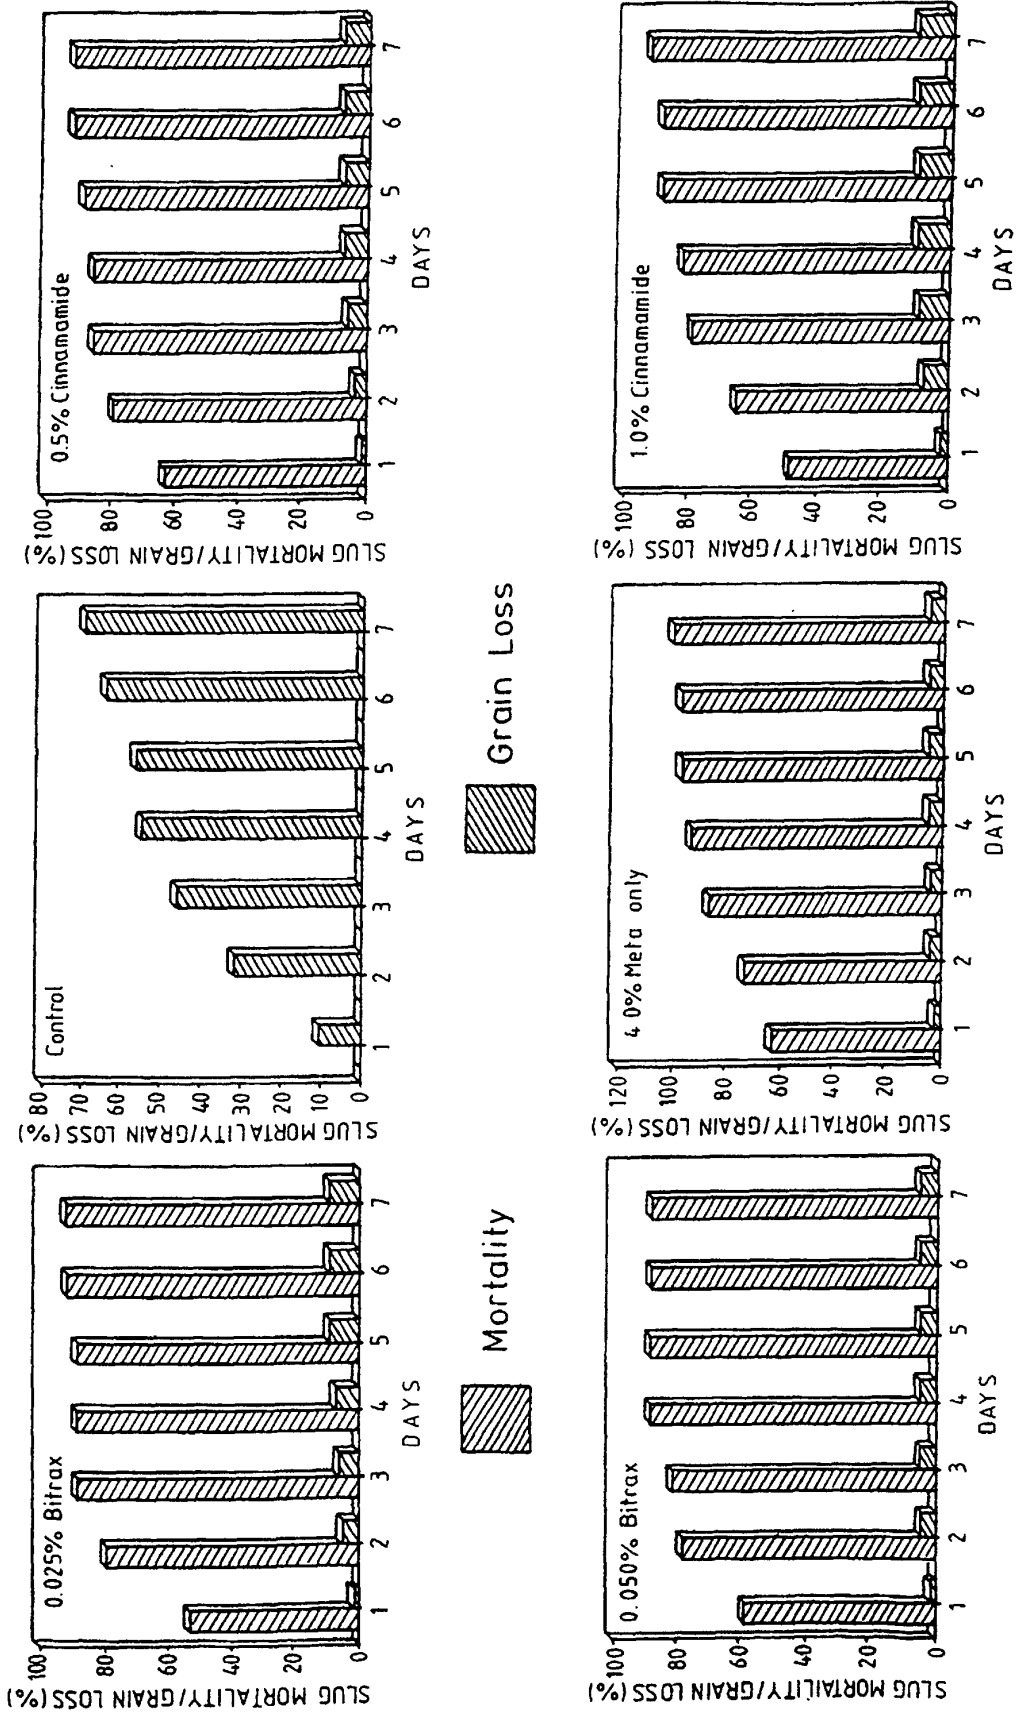 0.025% Bitrax
SLUG MORTALITY/GRAIN LOSS (%)
100
80
60
40
20
0
1 2 3 4 5 6 7
DAYS
Control
SLUG MORTALITY/GRAIN LOSS (%)
80
70
60
50
40
30
20
10
0
1 2 3 4 5 6 7
DAYS
0.5% Cinnamamide
SLUG MORTALITY/GRAIN LOSS (%)
100
80
60
40
20
0
1 2 3 4 5 6 7
DAYS
Mortality
Grain Loss
0.050% Bitrax
SLUG MORTAILITY/GRAIN LOSS (%)
100
80
60
40
20
0
1 2 3 4 5 6 7
DAYS
4 0% Meta only
SLUG MORTALITY/GRAIN LOSS (%)
120
100
80
60
40
20
0
1 2 3 4 5 6 7
DAYS
1.0% Cinnamamide
SLUG MORTALITY/GRAIN LOSS (%)
100
80
60
40
20
0
1 2 3 4 5 6 7
DAYS